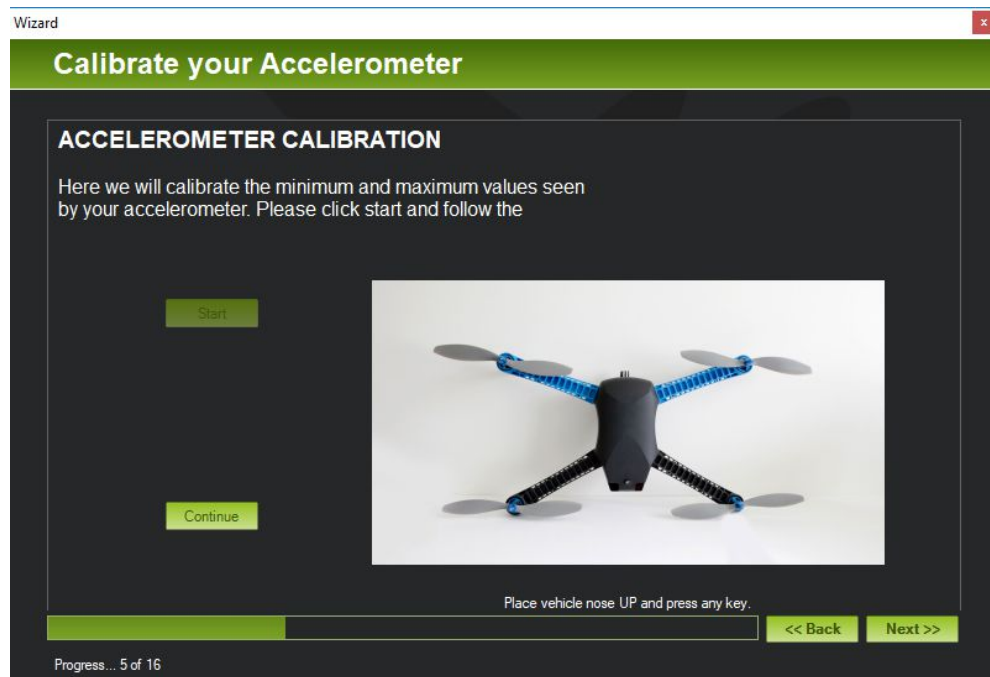 Wizard
x
Calibrate your Accelerometer
ACCELEROMETER CALIBRATION
Here we will calibrate the minimum and maximum values seen
by your accelerometer. Please click start and follow the
Start
Continue
Place vehicle nose UP and press any key.
<< Back
Next >>
Progress... 5 of 16